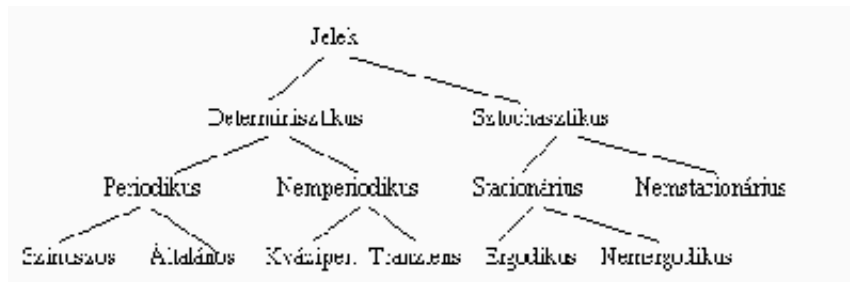 Jelek
Determinisztikus Sztochasztikus
Periodikus Nemperiodikus Stacionárius Nemstacionárius
Szinuszos Általános Kváziper. Tranziens Ergodikus Nemergodikus